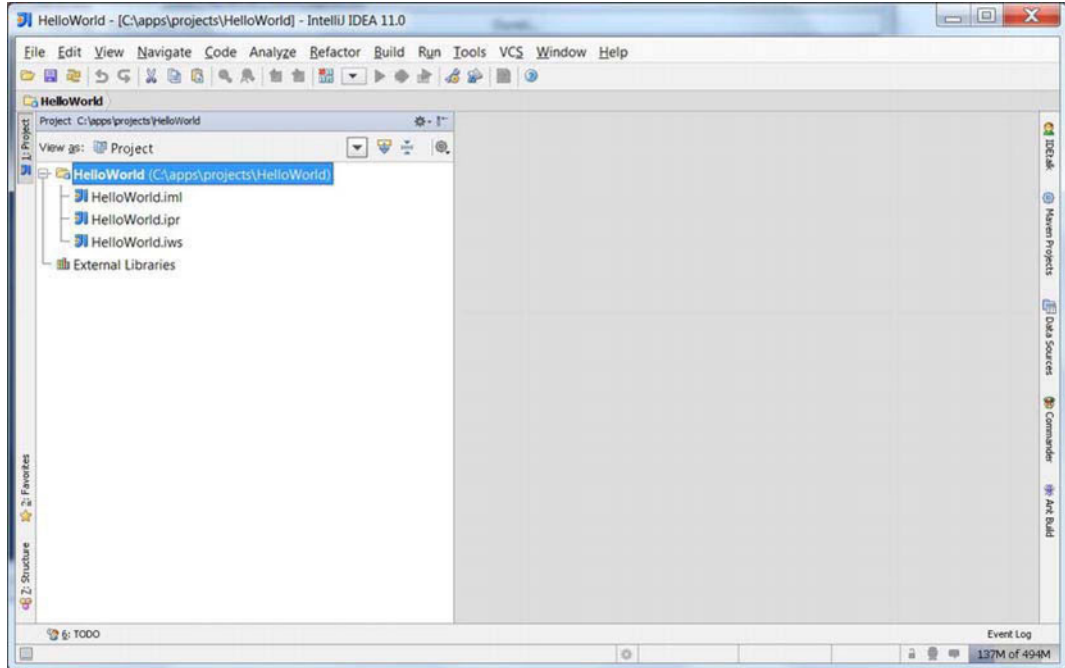 HelloWorld - [C:\apps\projects\HelloWorld] - IntelliJ IDEA 11.0
File Edit View Navigate Code Analyze Refactor Build Run Tools VCS Window Help
HelloWorld
Project C:\apps\projects\HelloWorld
View as: Project
HelloWorld (C:\apps\projects\HelloWorld)
HelloWorld.iml
HelloWorld.ipr
HelloWorld.iws
External Libraries
1: Project
2: Favorites
7: Structure
IDEtalk
Maven Projects
Data Sources
Commander
Ant Build
6: TODO
Event Log
137M of 494M